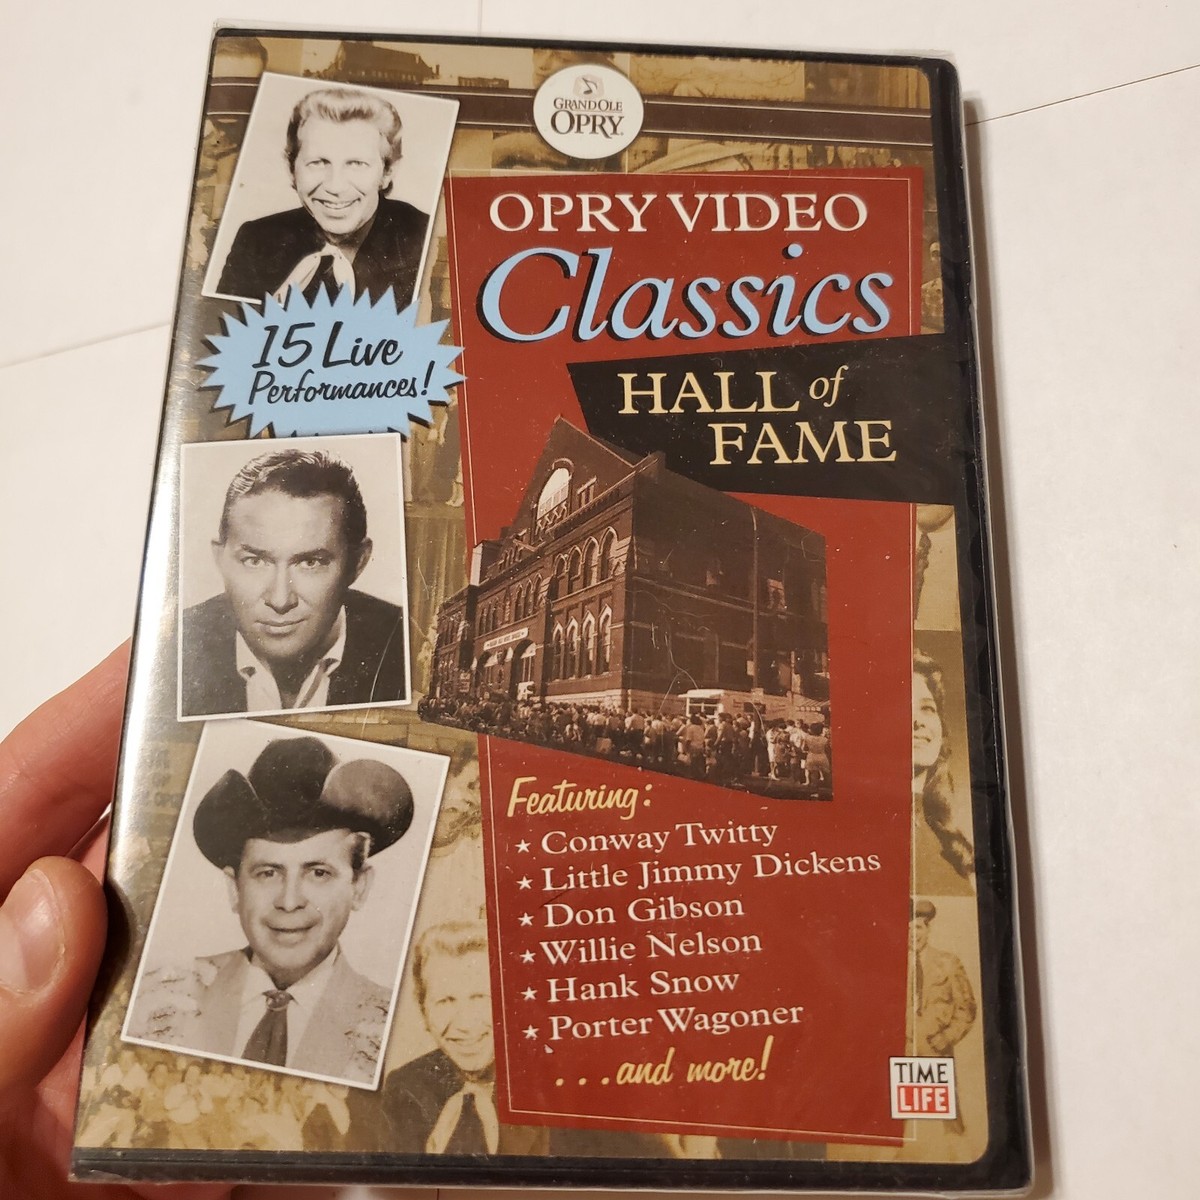 GRAND OLE
OPRY
OPRY VIDEO
Classics
HALL of
FAME
15 Live
Performances!
Featuring:
★ Conway Twitty
★ Little Jimmy Dickens
★ Don Gibson
★ Willie Nelson
★ Hank Snow
★ Porter Wagoner
...and more!
TIME
LIFE